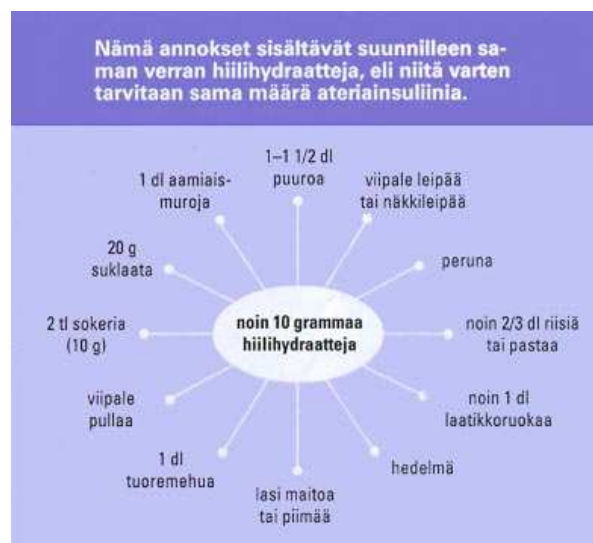 Nämä annokset sisältävät suunnilleen sa-
man verran hiilihydraatteja, eli niitä varten
tarvitaan sama määrä ateriainsuliinia.
1–1 1/2 dl
puuroa
viipale leipää
tai näkkileipää
peruna
noin 2/3 dl riisiä
tai pastaa
noin 1 dl
laatikkoruokaa
hedelmä
lasi maitoa
tai piimää
1 dl
tuoremehua
viipale
pullaa
2 tl sokeria
(10 g)
20 g
suklaata
1 dl aamiais-
muroja
noin 10 grammaa
hiilihydraatteja